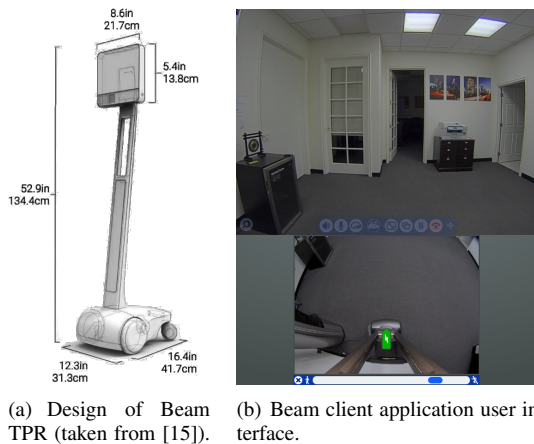 8.6in
21.7cm
5.4in
13.8cm
52.9in
134.4cm
12.3in
31.3cm
16.4in
41.7cm
(a) Design of Beam
TPR (taken from [15]).
(b) Beam client application user in
terface.